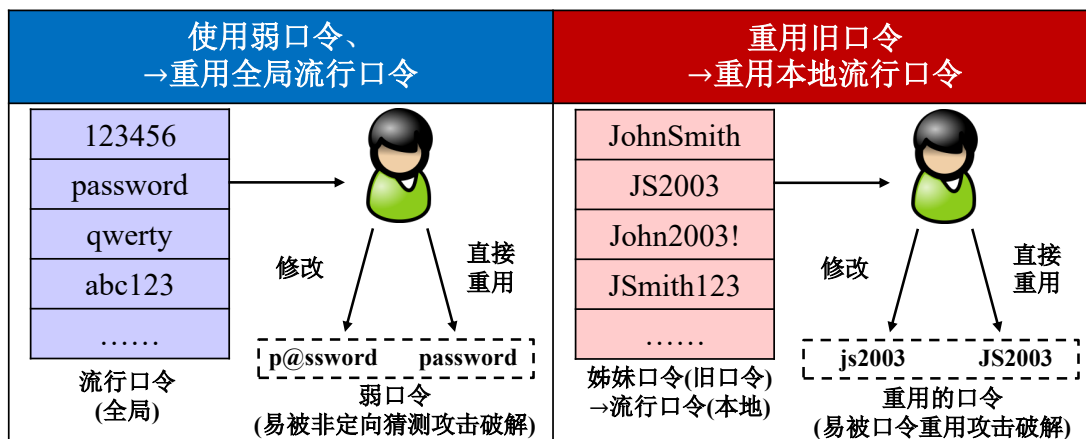 使用弱口令、
→重用全局流行口令
123456
password
qwerty
abc123
……
流行口令
(全局)
修改
直接
重用
p@ssword password
弱口令
(易被非定向猜测攻击破解)
重用旧口令
→重用本地流行口令
JohnSmith
JS2003
John2003!
JSmith123
……
姊妹口令(旧口令)
→流行口令(本地)
修改
直接
重用
js2003 JS2003
重用的口令
(易被口令重用攻击破解)